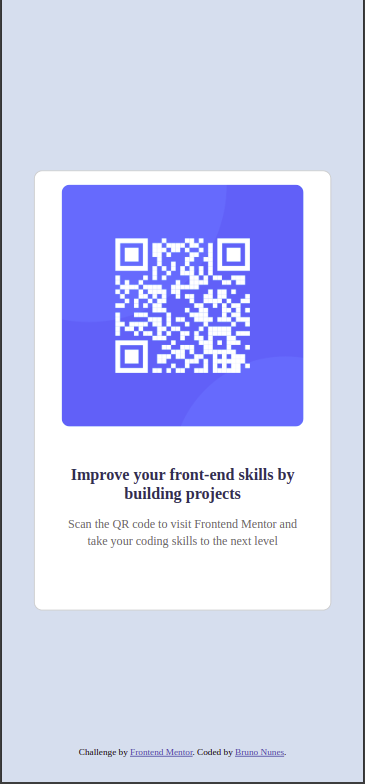 Improve your front-end skills by
building projects
Scan the QR code to visit Frontend Mentor and
take your coding skills to the next level
Challenge by Frontend Mentor. Coded by Bruno Nunes.